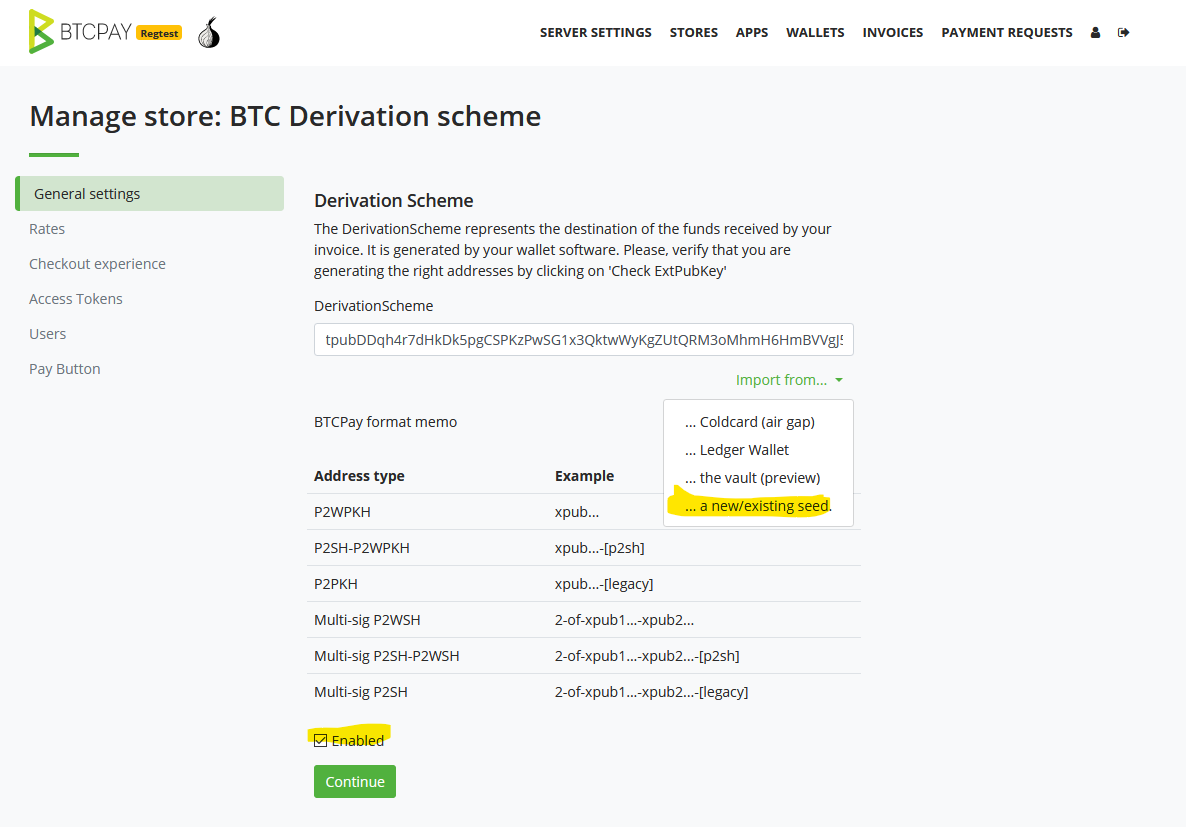 BTCPAY Regtest
SERVER SETTINGS STORES APPS WALLETS INVOICES PAYMENT REQUESTS
Manage store: BTC Derivation scheme
General settings
Rates
Checkout experience
Access Tokens
Users
Pay Button
Derivation Scheme
The DerivationScheme represents the destination of the funds received by your
invoice. It is generated by your wallet software. Please, verify that you are
generating the right addresses by clicking on 'Check ExtPubKey'
DerivationScheme
tpubDDqh4r7dHkDk5pgCSPKzPwSG1x3QktwWyKgZUtQRM3oMhmH6HmBVVgJ5
Import from...
... Coldcard (air gap)
... Ledger Wallet
... the vault (preview)
... a new/existing seed.
BTCPay format memo
Address type Example
P2WPKH xpub...
P2SH-P2WPKH xpub...-[p2sh]
P2PKH xpub...-[legacy]
Multi-sig P2WSH 2-of-xpub1...-xpub2...
Multi-sig P2SH-P2WSH 2-of-xpub1...-xpub2...-[p2sh]
Multi-sig P2SH 2-of-xpub1...-xpub2...-[legacy]
Enabled
Continue